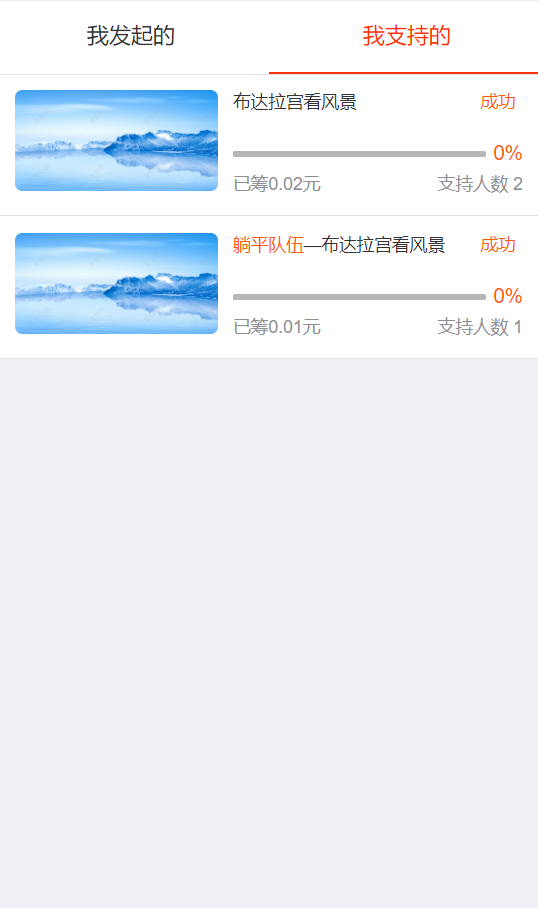 我发起的 我支持的
布达拉宫看风景 成功
0%
已筹0.02元 支持人数 2
躺平队伍—布达拉宫看风景 成功
0%
已筹0.01元 支持人数 1